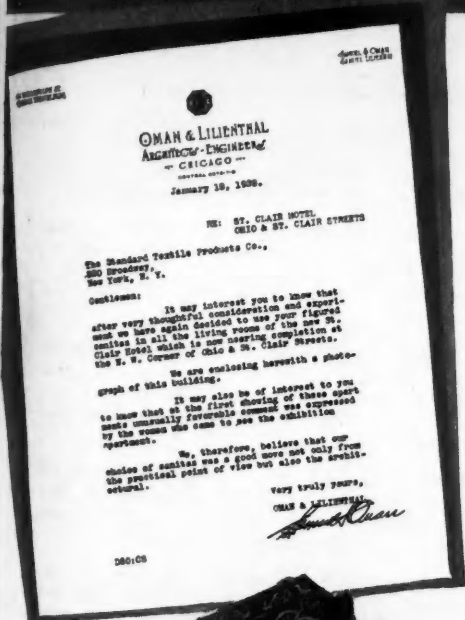 SAMUEL S. OMAN
OMAN & LILIENTHAL
ARCHITECTS - ENGINEERS
CHICAGO
January 18,
RE: ST. CLAIR HOTEL
OHIO & ST. CLAIR STREETS
The Standard Textile Products Co.,
Broadway,
New York, N. Y.
Gentlemen:
It may interest you to know that
after very thoughtful consideration and experi-
ment we have again decided to use your figured
sanitas in all the living rooms of the new St.
Clair Hotel which is now nearing completion at
the N. W. Corner of Ohio & St. Clair Streets.
We are enclosing herewith a photo-
graph of this building.
It may also be of interest to you
to know that at the first showing of these apart
ments unusually favorable comment was expressed
by the women who came to see the exhibition
apartment.
We, therefore, believe that our
choice of sanitas was a good move not only from
the practical point of view but also the archit-
ectural.
Very truly yours,
OMAN & LILIENTHAL
DSO:CS